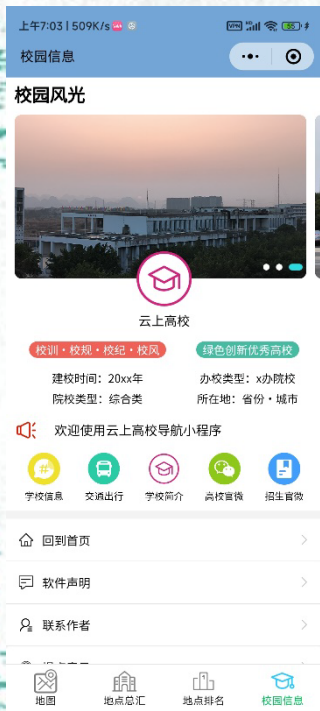 上午7:03 | 509K/s
校园信息
校园风光
云上高校
校训·校规·校纪·校风 绿色创新优秀高校
建校时间：20xx年 办校类型：x办院校
院校类型：综合类 所在地：省份·城市
欢迎使用云上高校导航小程序
学校信息 交通出行 学校简介 高校官微 招生官微
回到首页
软件声明
联系作者
地图 地点总汇 地点排名 校园信息